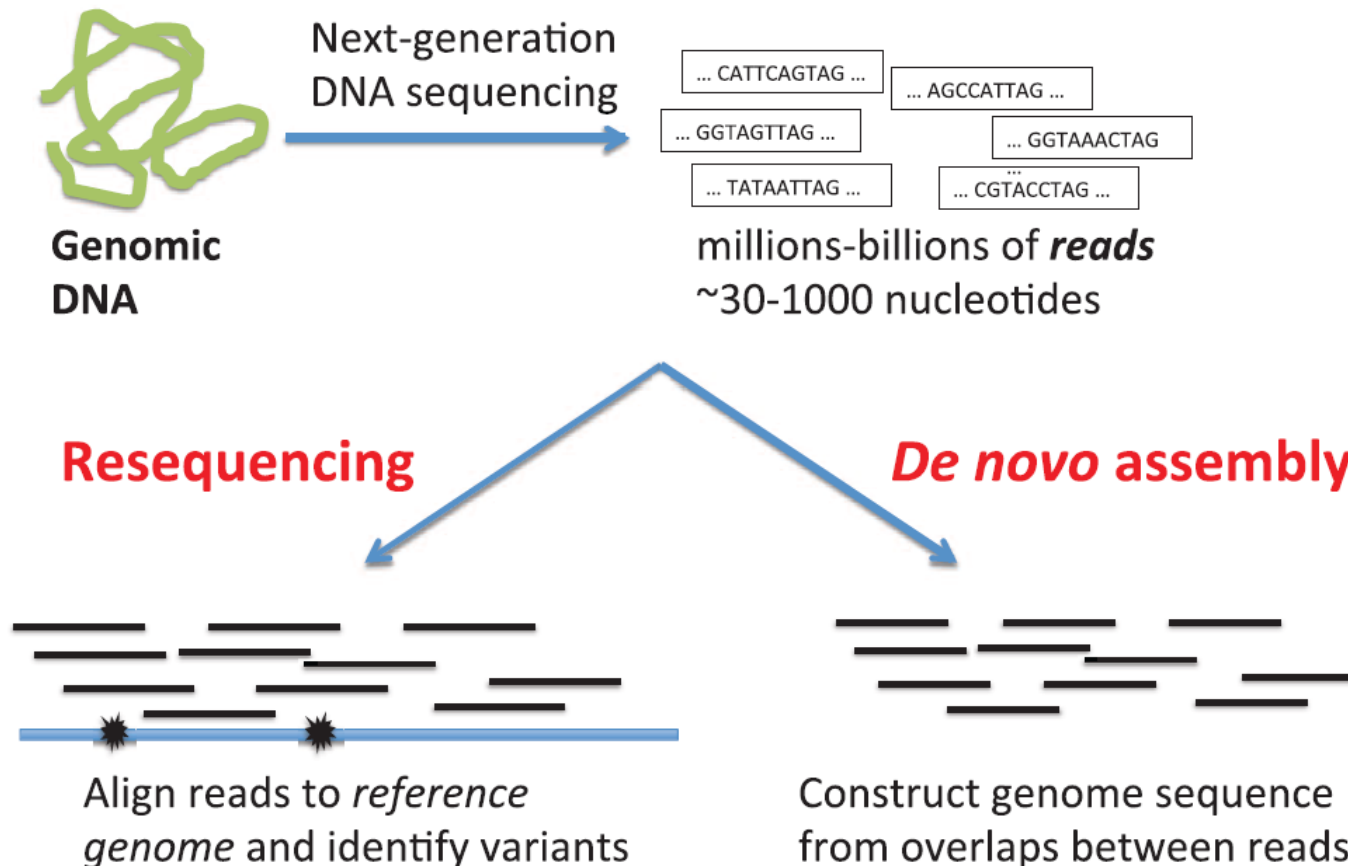 Next-generation
DNA sequencing
Genomic
DNA
... CATTCAGTAG ...
... AGCCATTAG ...
... GGTAGTTAG ...
... GGTAAACTAG
...
... TATAATTAG ...
... CGTACCTAG ...
millions-billions of reads
~30-1000 nucleotides
Resequencing
De novo assembly
Align reads to reference
genome and identify variants
Construct genome sequence
from overlaps between reads